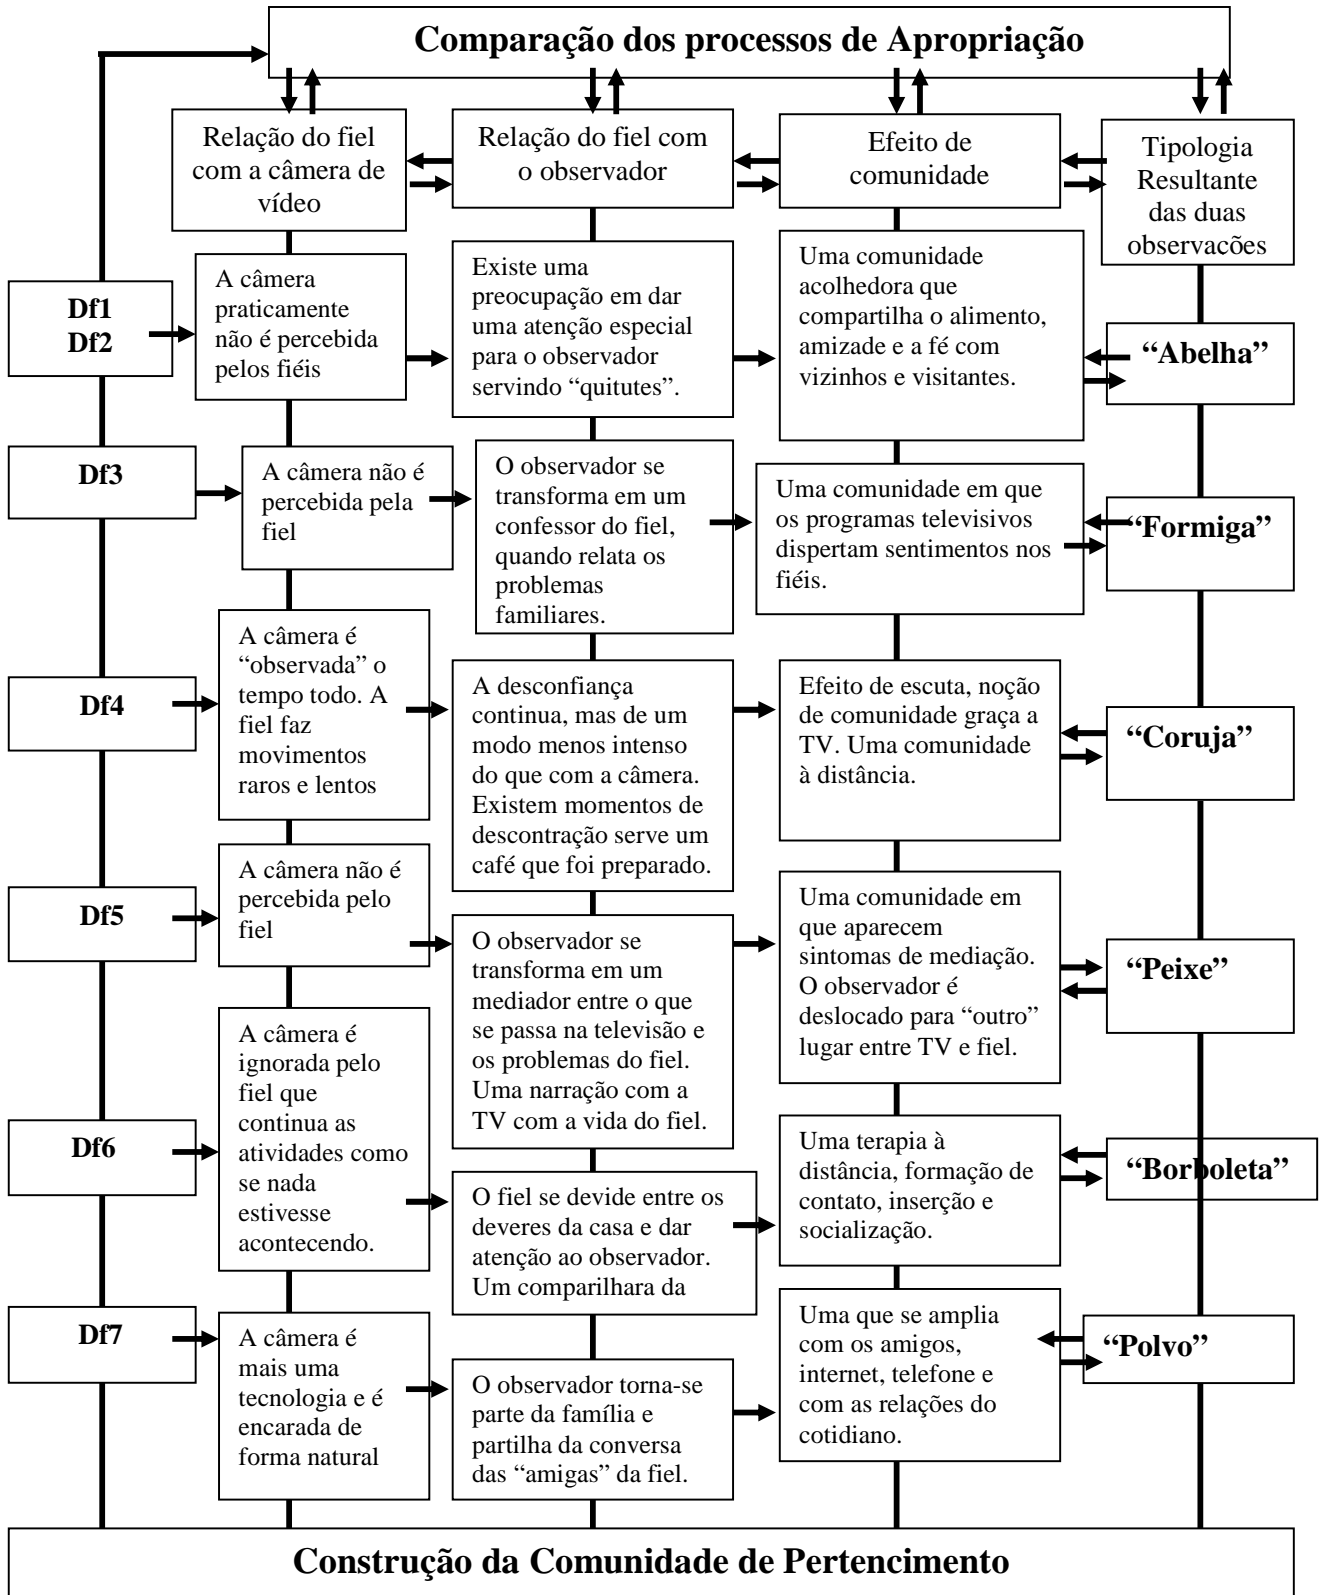 Comparação dos processos de Apropriação
Relação do fiel
com a câmera de
vídeo
Relação do fiel com
o observador
Efeito de
comunidade
Tipologia
Resultante
das duas
observacões
Df1
Df2
A câmera
praticamente
não é percebida
pelos fiéis
Existe uma
preocupação em dar
uma atenção especial
para o observador
servindo “quitutes”.
Uma comunidade
acolhedora que
compartilha o alimento,
amizade e a fé com
vizinhos e visitantes.
“Abelha”
Df3
A câmera não é
percebida pela
fiel
O observador se
transforma em um
confessor do fiel,
quando relata os
problemas
familiares.
Uma comunidade em que
os programas televisivos
dispertam sentimentos nos
fiéis.
“Formiga”
Df4
A câmera é
“observada” o
tempo todo. A
fiel faz
movimentos
raros e lentos
A desconfiança
continua, mas de um
modo menos intenso
do que com a câmera.
Existem momentos de
descontração serve um
café que foi preparado.
Efeito de escuta, noção
de comunidade graça a
TV. Uma comunidade
à distância.
“Coruja”
Df5
A câmera não é
percebida pelo
fiel
O observador se
transforma em um
mediador entre o que
se passa na televisão e
os problemas do fiel.
Uma narração com a
TV com a vida do fiel.
Uma comunidade em
que aparecem
sintomas de mediação.
O observador é
deslocado para “outro”
lugar entre TV e fiel.
“Peixe”
Df6
A câmera é
ignorada pelo
fiel que
continua as
atividades como
se nada
estivesse
acontecendo.
O fiel se devide entre os
deveres da casa e dar
atenção ao observador.
Um comparilhara da
Uma terapia à
distância, formação de
contato, inserção e
socialização.
“Borboleta”
Df7
A câmera é
mais uma
tecnologia e é
encarada de
forma natural
O observador torna-se
parte da família e
partilha da conversa
das “amigas” da fiel.
Uma que se amplia
com os amigos,
internet, telefone e
com as relações do
cotidiano.
“Polvo”
Construção da Comunidade de Pertencimento